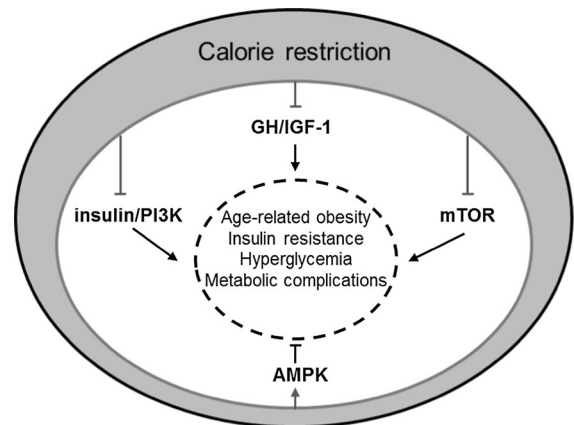 Calorie restriction
GH/IGF-1
insulin/PI3K
mTOR
Age-related obesity
Insulin resistance
Hyperglycemia
Metabolic complications
AMPK